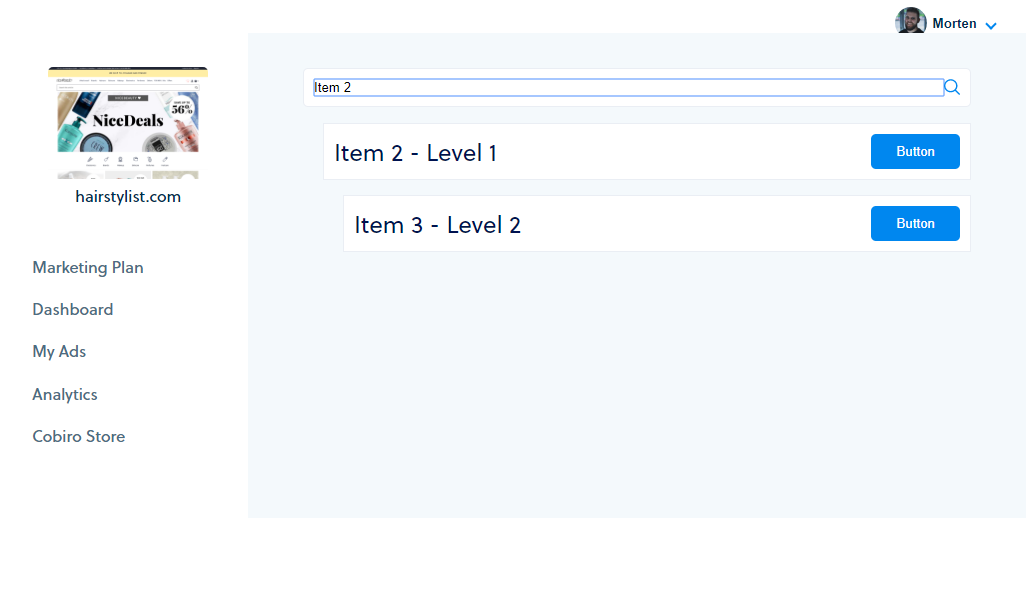 Morten
Item 2
NiceDeals
56%
hairstylist.com
Item 2 - Level 1
Button
Item 3 - Level 2
Button
Marketing Plan
Dashboard
My Ads
Analytics
Cobiro Store